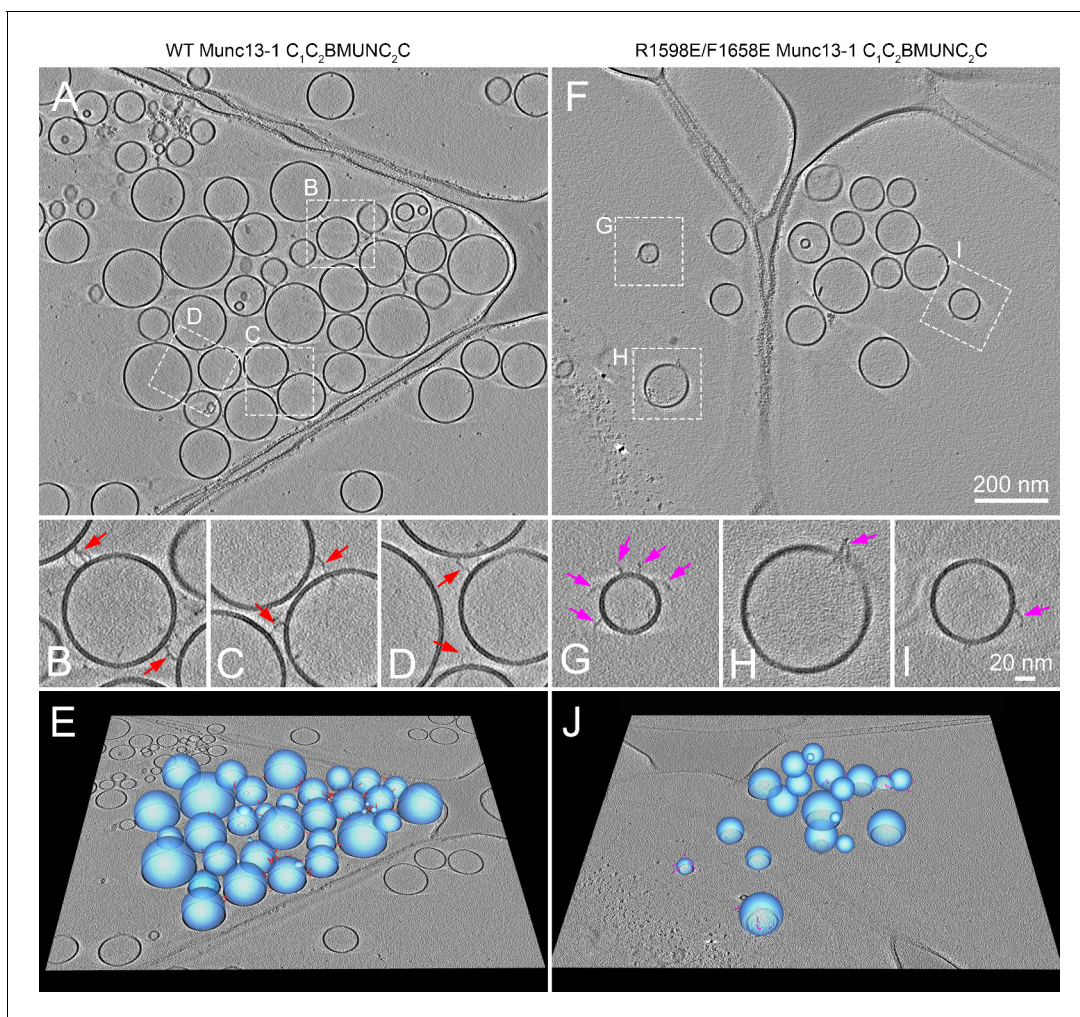 WT Munc13-1 C₁C₂BMUNC₂C
R1598E/F1658E Munc13-1 C₁C₂BMUNC₂C
A
B
D
C
F
G
I
H
200 nm
B
C
D
G
H
I
20 nm
E
J